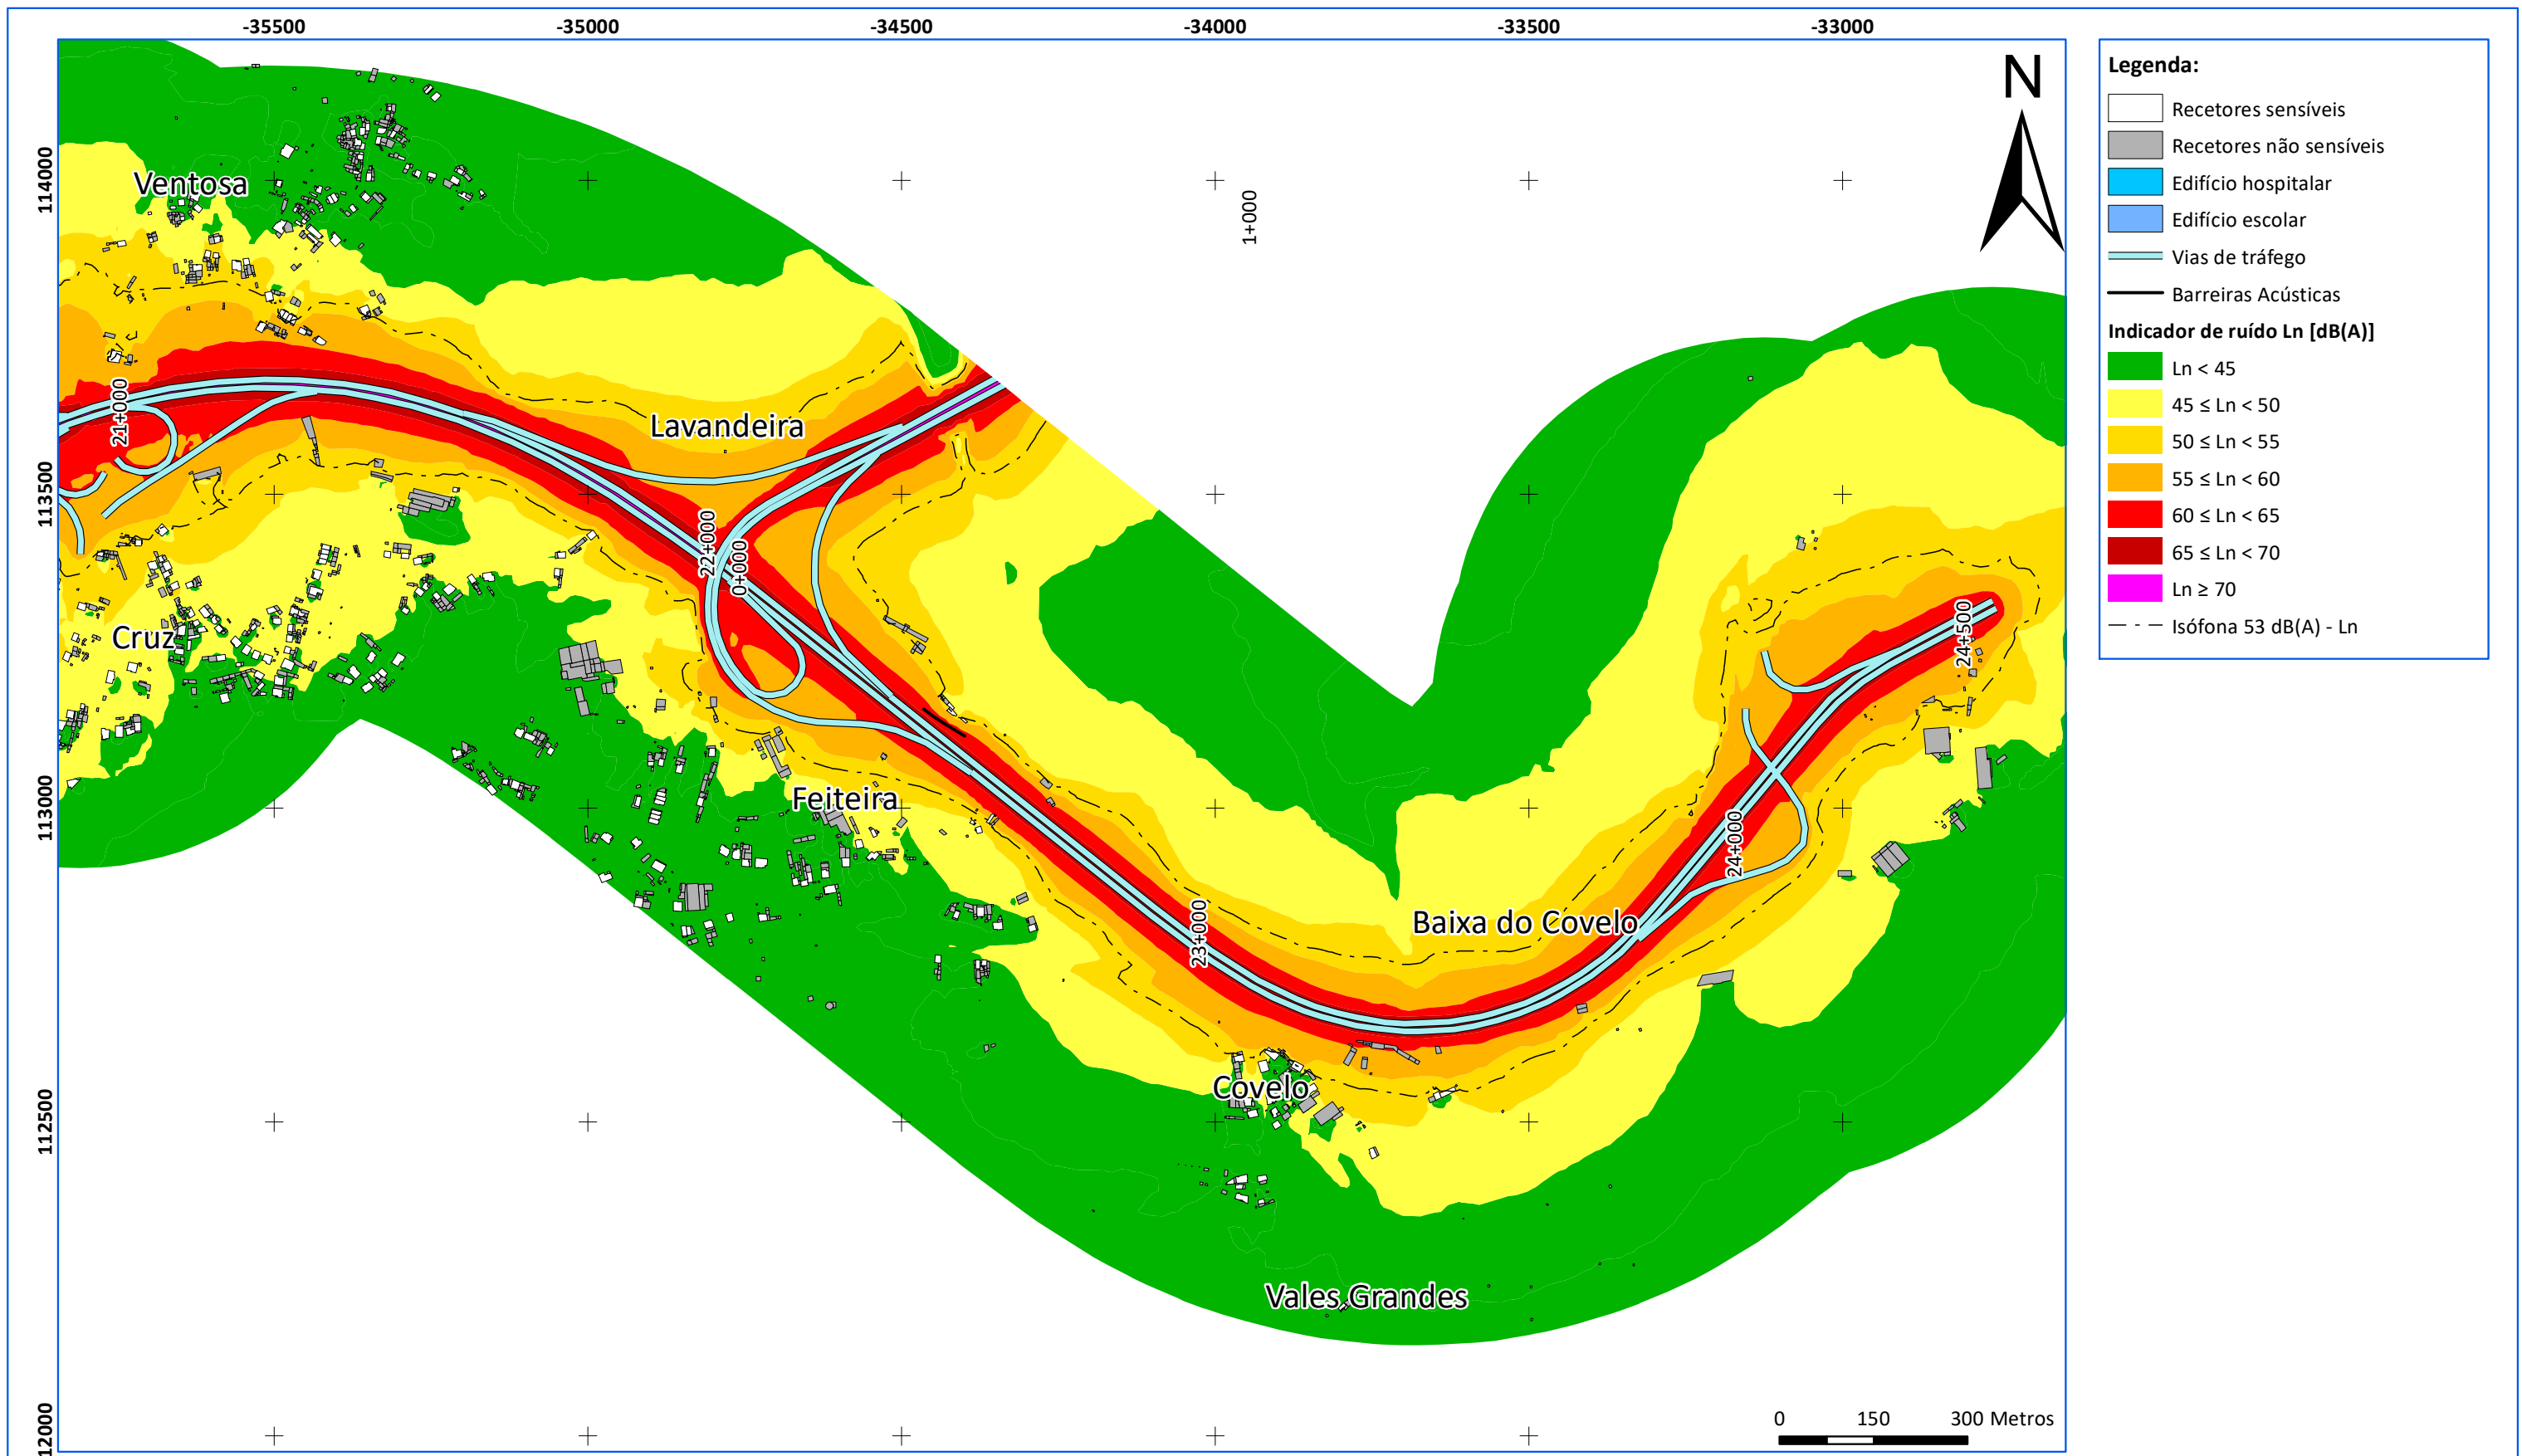 -35500 -35000 -34500 -34000 -33500 -33000
114000
113500
113000
112500
112000
N
1+000
Ventosa
Lavandeira
21+000
22+000
0+000
Cruz
Feiteira
24+500
24+000
23+000
Baixa do Covelo
Covelo
Vales Grandes
0 150 300 Metros
Legenda:
Recetores sensíveis
Recetores não sensíveis
Edifício hospitalar
Edifício escolar
Vias de tráfego
Barreiras Acústicas
Indicador de ruído Ln [dB(A)]
Ln < 45
45 ≤ Ln < 50
50 ≤ Ln < 55
55 ≤ Ln < 60
60 ≤ Ln < 65
65 ≤ Ln < 70
Ln ≥ 70
Isófona 53 dB(A) - Ln